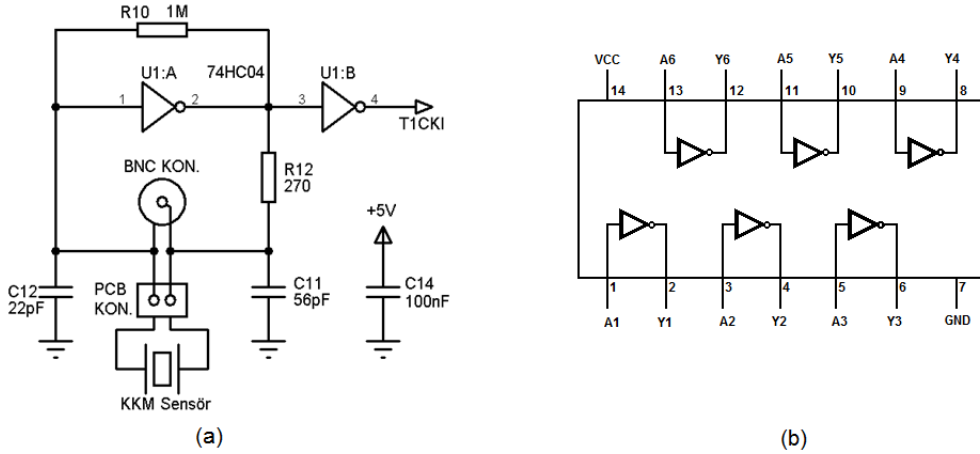 R10 1M
U1:A 74HC04 U1:B
1 2 3 4
T1CKI
BNC KON.
R12
270
+5V
C12
22pF
PCB
KON.
C11
56pF
C14
100nF
KKM Sensör
(a)
VCC A6 Y6 A5 Y5 A4 Y4
14 13 12 11 10 9 8
1 2 3 4 5 6 7
A1 Y1 A2 Y2 A3 Y3 GND
(b)